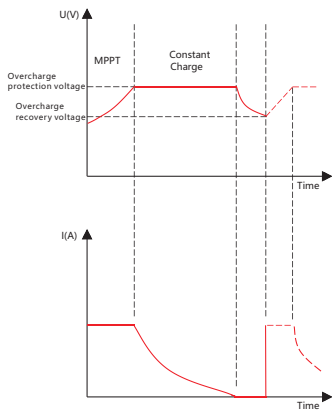 U(V)
MPPT
Constant
Charge
Overcharge
protection voltage
Overcharge
recovery voltage
Time
I(A)
Time